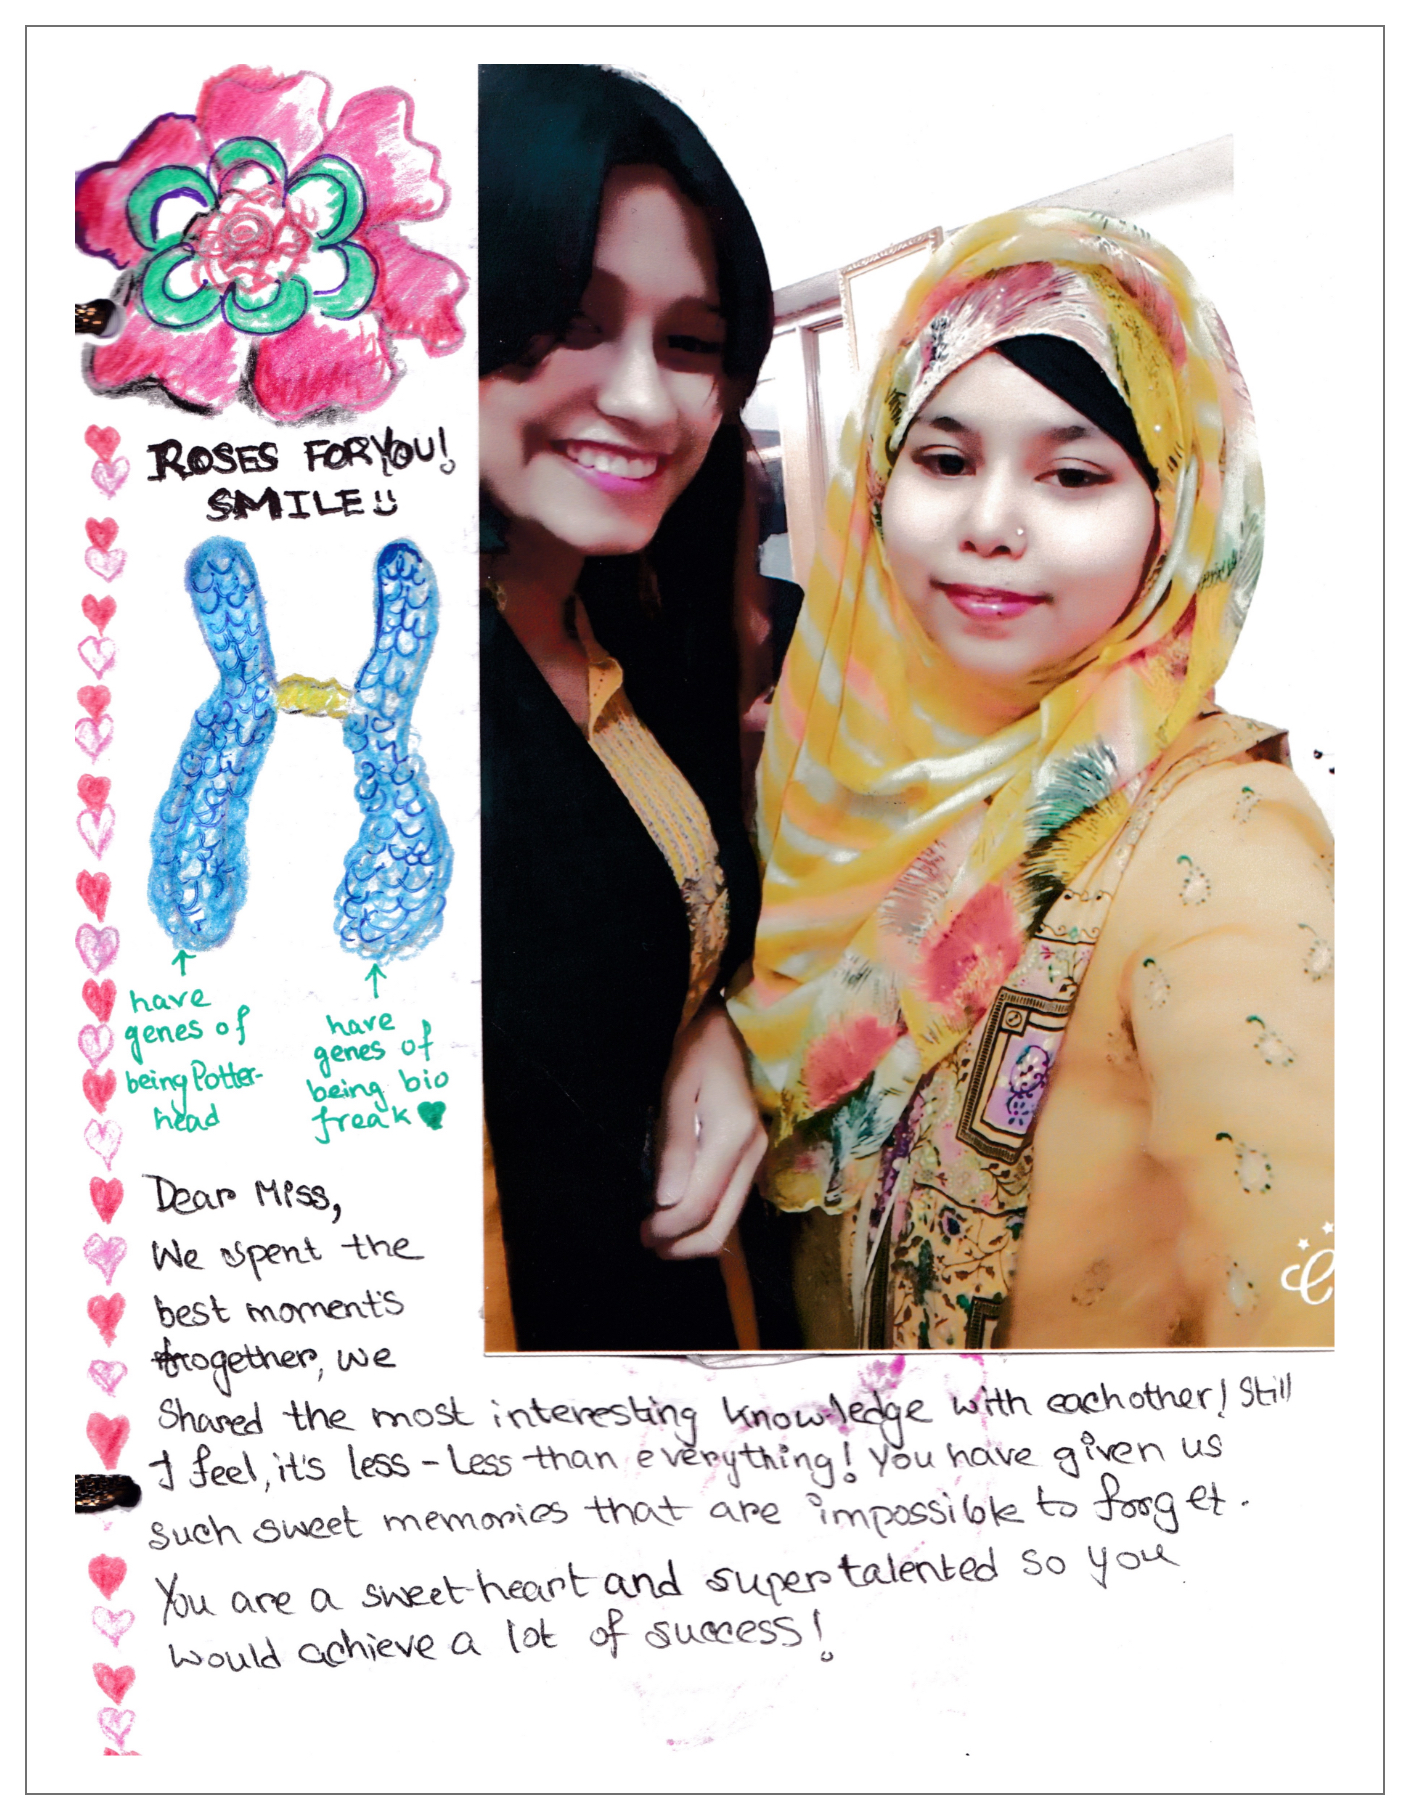 ROSES FOR YOU!
SMILE
have
genes of
being Potter-
head
have
genes of
being bio
freak
Dear Miss,
We spent the
best moments
together, we
Shared the most interesting knowledge with eachother! Still
I feel, it's less - Less than everything! You have given us
such sweet memories that are impossible to forget.
You are a sweet-heart and super talented so you
would achieve a lot of success!